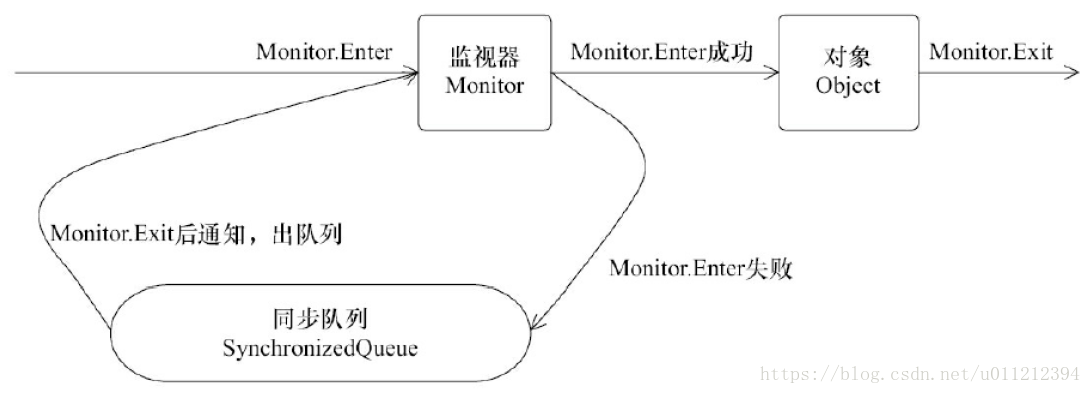 Monitor.Enter
监视器
Monitor
Monitor.Enter成功
对象
Object
Monitor.Exit
Monitor.Exit后通知，出队列
Monitor.Enter失败
同步队列
SynchronizedQueue
https://blog.csdn.net/u011212394